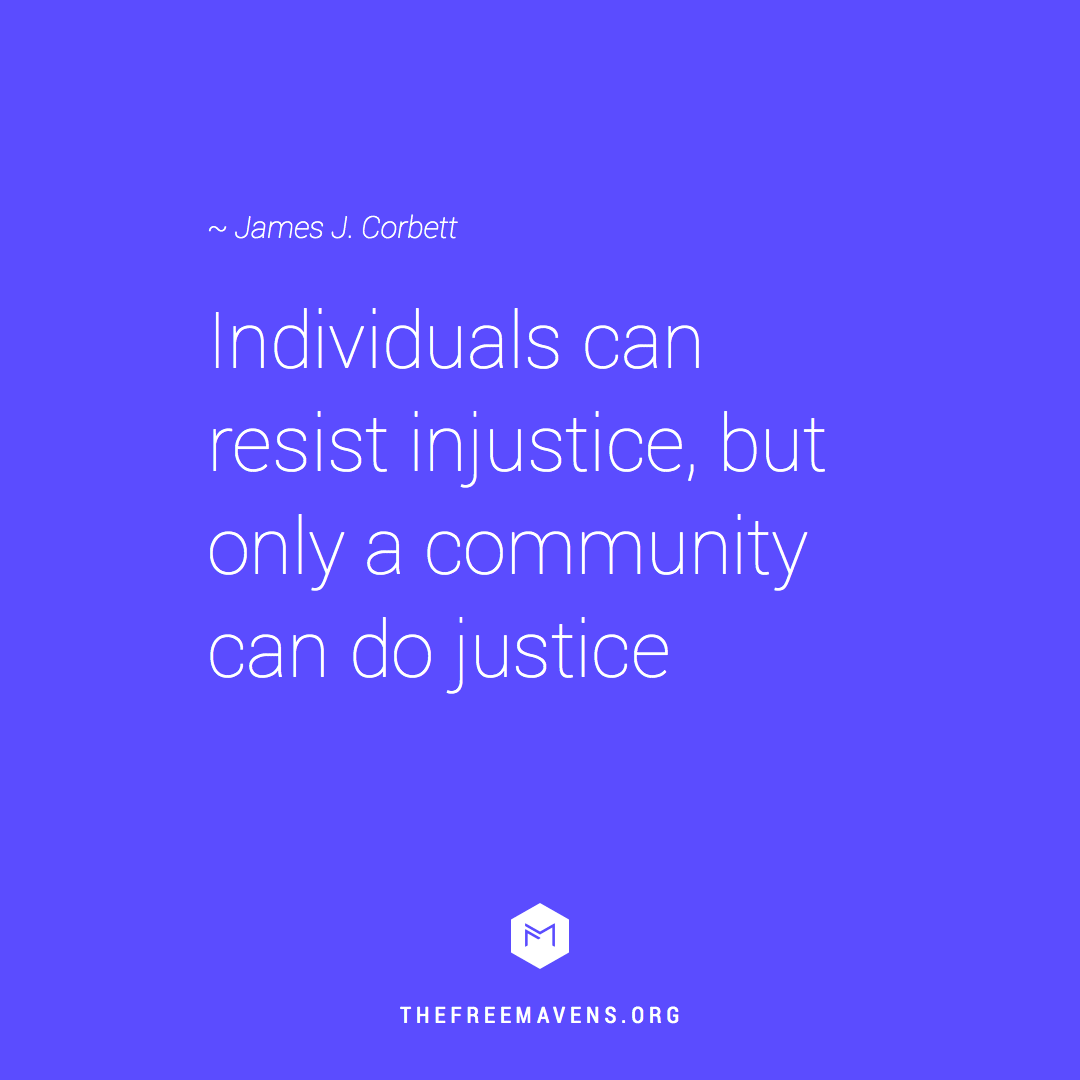 ~ James J. Corbett
Individuals can
resist injustice, but
only a community
can do justice
THEFREEMAVENS.ORG